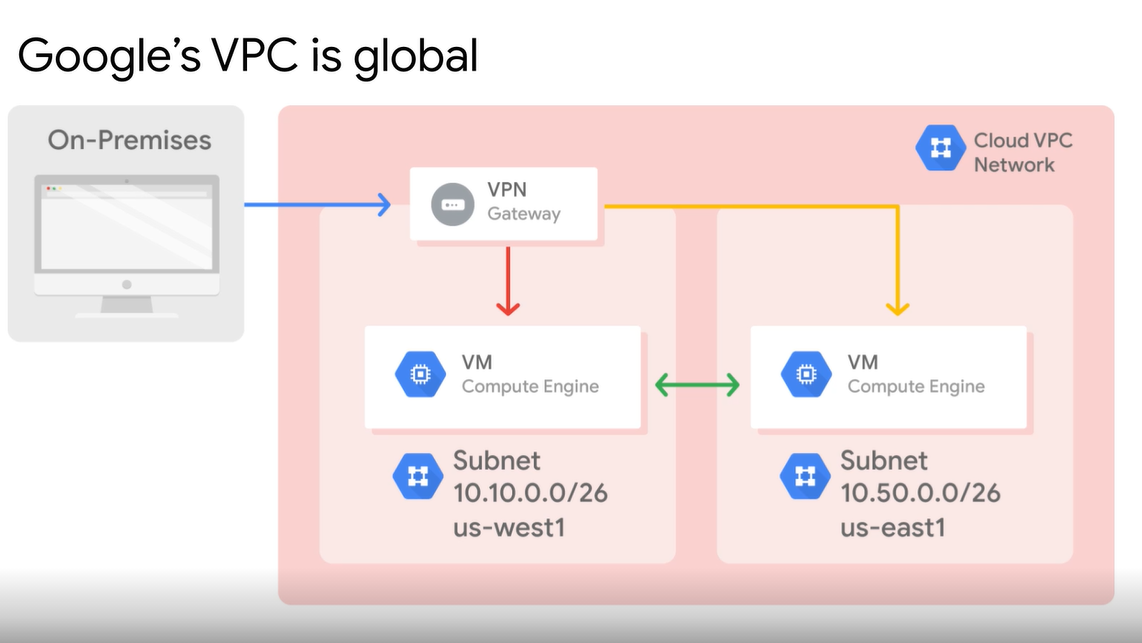 Google’s VPC is global
On-Premises
Cloud VPC
Network
VPN
Gateway
VM
Compute Engine
Subnet
10.10.0.0/26
us-west1
VM
Compute Engine
Subnet
10.50.0.0/26
us-east1